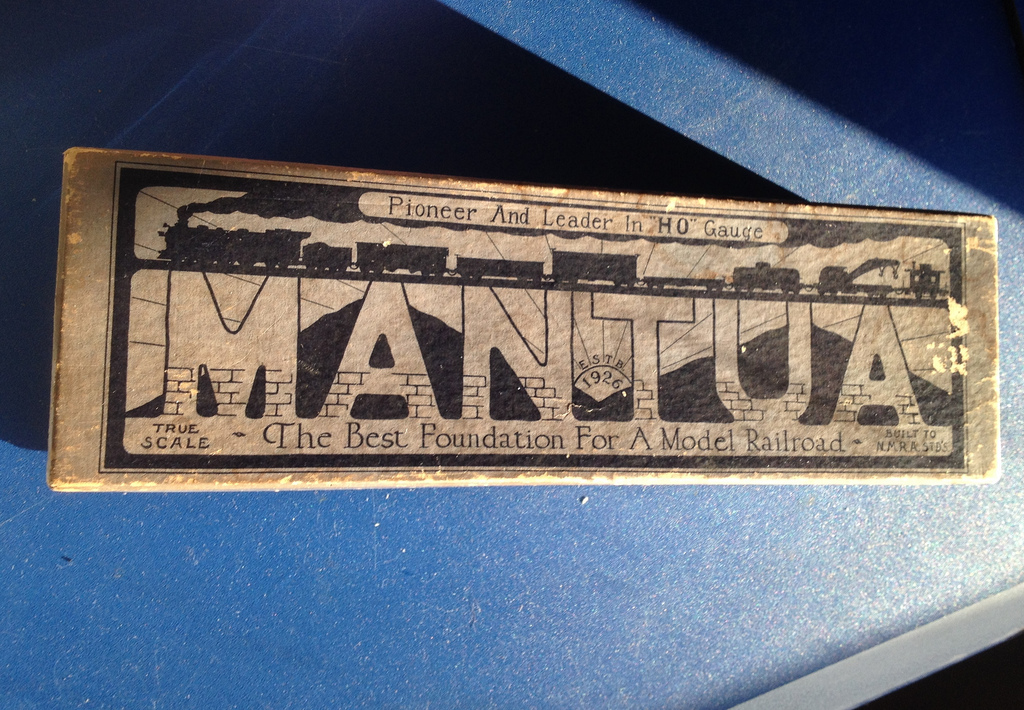 Pioneer And Leader In "HO" Gauge
MANTUA
ESTB.
1926
TRUE SCALE
The Best Foundation For A Model Railroad
BUILT TO N.M.R.A. STD'S